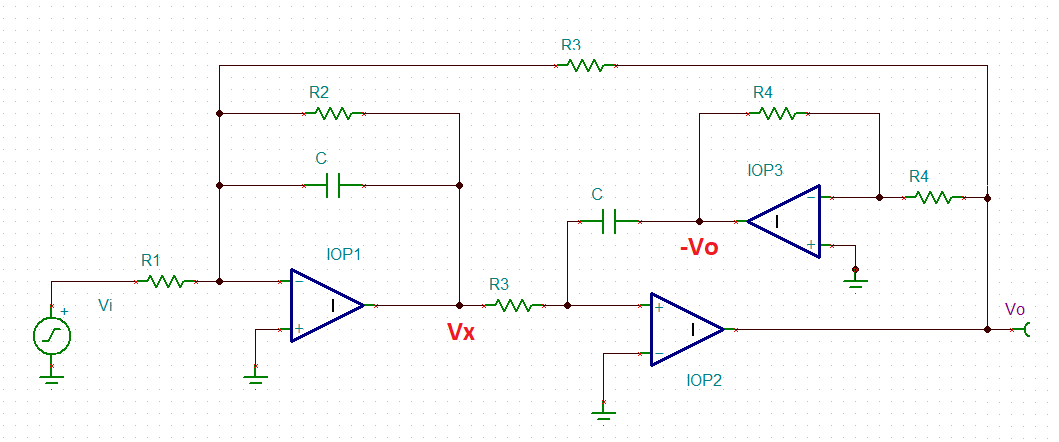 R3
R2
R4
C
IOP3
R4
C
-Vo
R1
IOP1
R3
Vi
+
-
+
Vx
+
-
-
+
Vo
IOP2